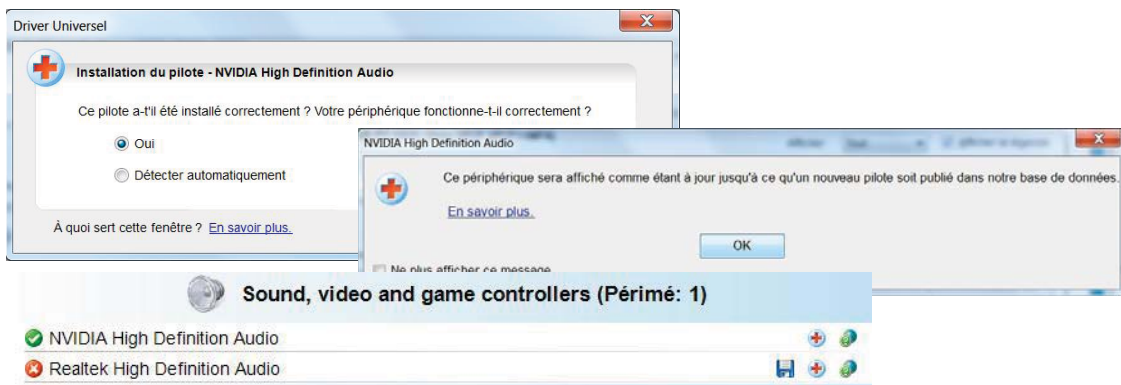 Driver Universel
Installation du pilote - NVIDIA High Definition Audio
Ce pilote a-t'il été installé correctement ? Votre périphérique fonctionne-t-il correctement ?
Oui
Détecter automatiquement
À quoi sert cette fenêtre ? En savoir plus.
NVIDIA High Definition Audio
Ce périphérique sera affiché comme étant à jour jusqu'à ce qu'un nouveau pilote soit publié dans notre base de données.
En savoir plus.
OK
Ne plus afficher ce message
Sound, video and game controllers (Périmé: 1)
NVIDIA High Definition Audio
Realtek High Definition Audio